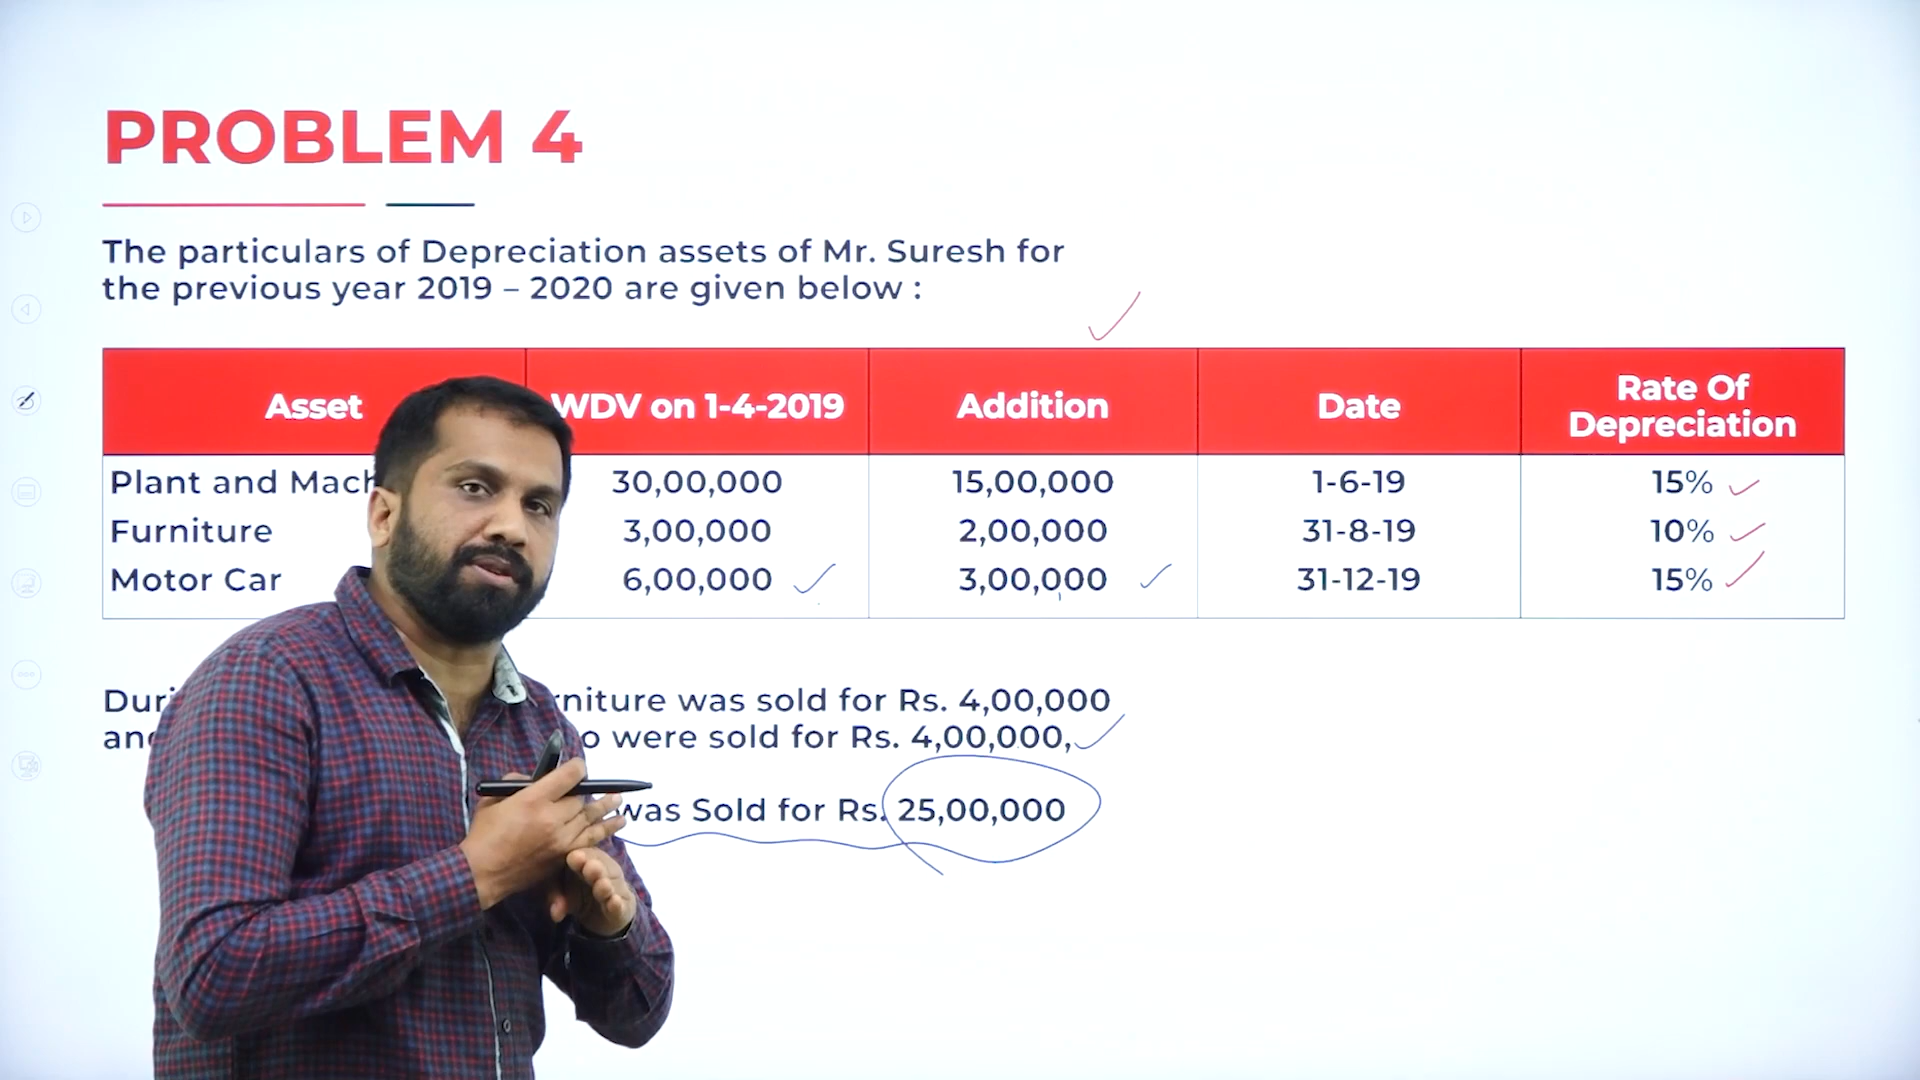 PROBLEM 4
The particulars of Depreciation assets of Mr. Suresh for
the previous year 2019 – 2020 are given below :
Asset WDV on 1-4-2019 Addition Date Rate Of Depreciation
Plant and 30,00,000 15,00,000 1-6-19 15%
Furniture 3,00,000 2,00,000 31-8-19 10%
Motor Car 6,00,000 3,00,000 31-12-19 15%
was sold for Rs. 4,00,000
were sold for Rs. 4,00,000,
was Sold for Rs. 25,00,000